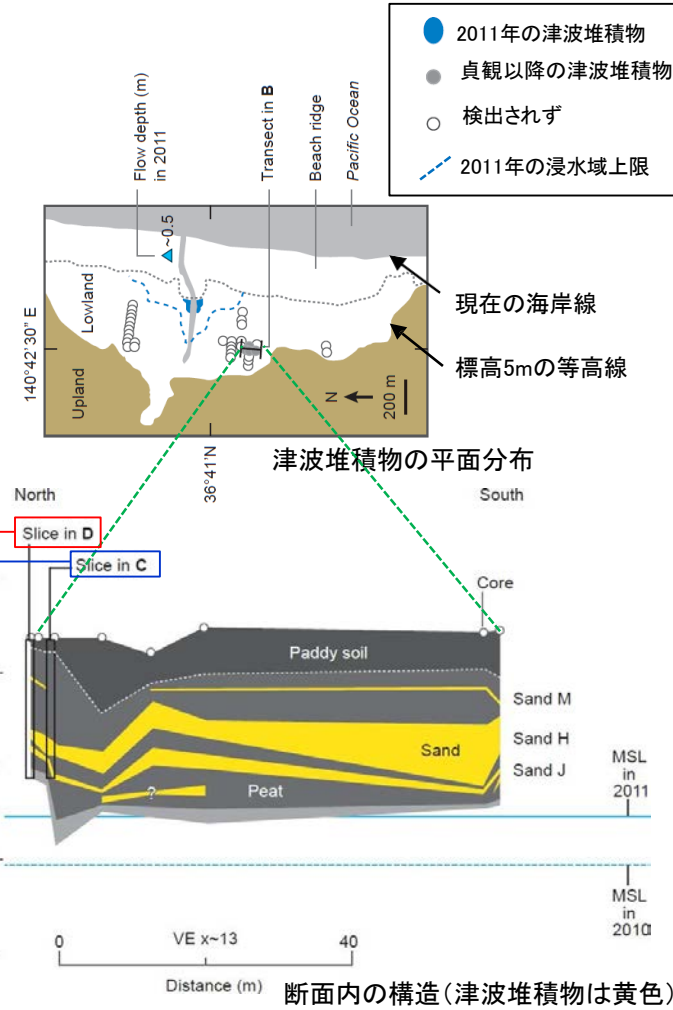 2011年の津波堆積物
貞観以降の津波堆積物
検出されず
2011年の浸水域上限
Flow depth (m)
in 2011
Transect in B
Beach ridge
Pacific Ocean
~0.5
Lowland
Upland
140°42'30" E
N
200 m
現在の海岸線
標高5mの等高線
36°41'N
津波堆積物の平面分布
North
South
Slice in D
Slice in C
Core
Paddy soil
Sand M
Sand
Sand H
Sand J
?
Peat
MSL
in
2011
MSL
in
2010
0
VE x~13
40
Distance (m)
断面内の構造(津波堆積物は黄色)